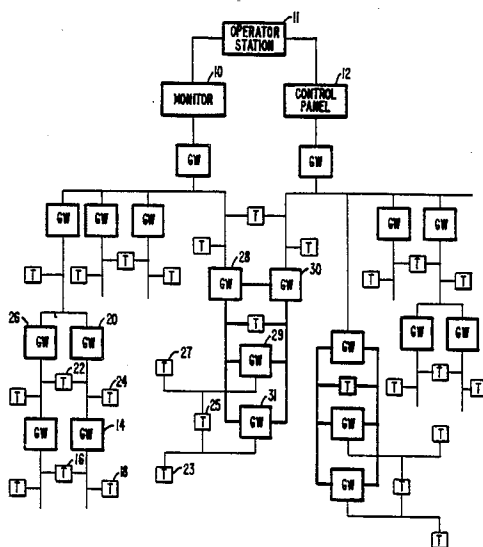 11
OPERATOR STATION
10
MONITOR
12
CONTROL PANEL
GW
GW
GW GW GW
T
GW GW
T T
T
T T T T
28
GW
GW
30
T
26
GW
GW
20
T
29
GW
GW
GW GW
22
T
T
T
24
27
T
T
T
T
T
25
T
31
GW
GW
GW
GW
14
T
T
16
T
T
18
23
T
GW
T
T